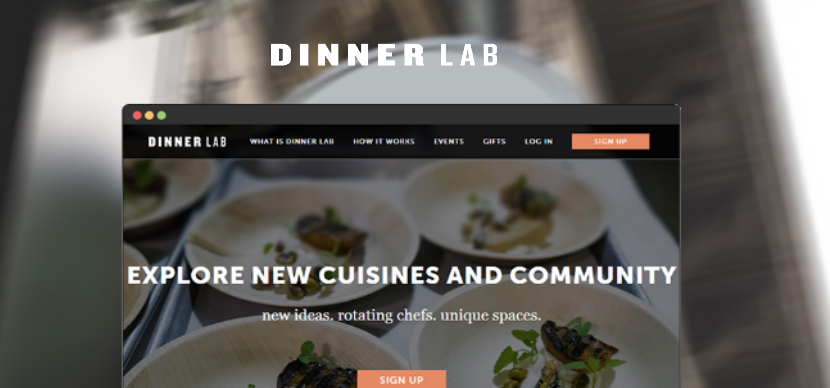 DINNER LAB
DINNER LAB WHAT IS DINNER LAB HOW IT WORKS EVENTS GIFTS LOG IN SIGN UP
EXPLORE NEW CUISINES AND COMMUNITY
new ideas. rotating chefs. unique spaces.
SIGN UP